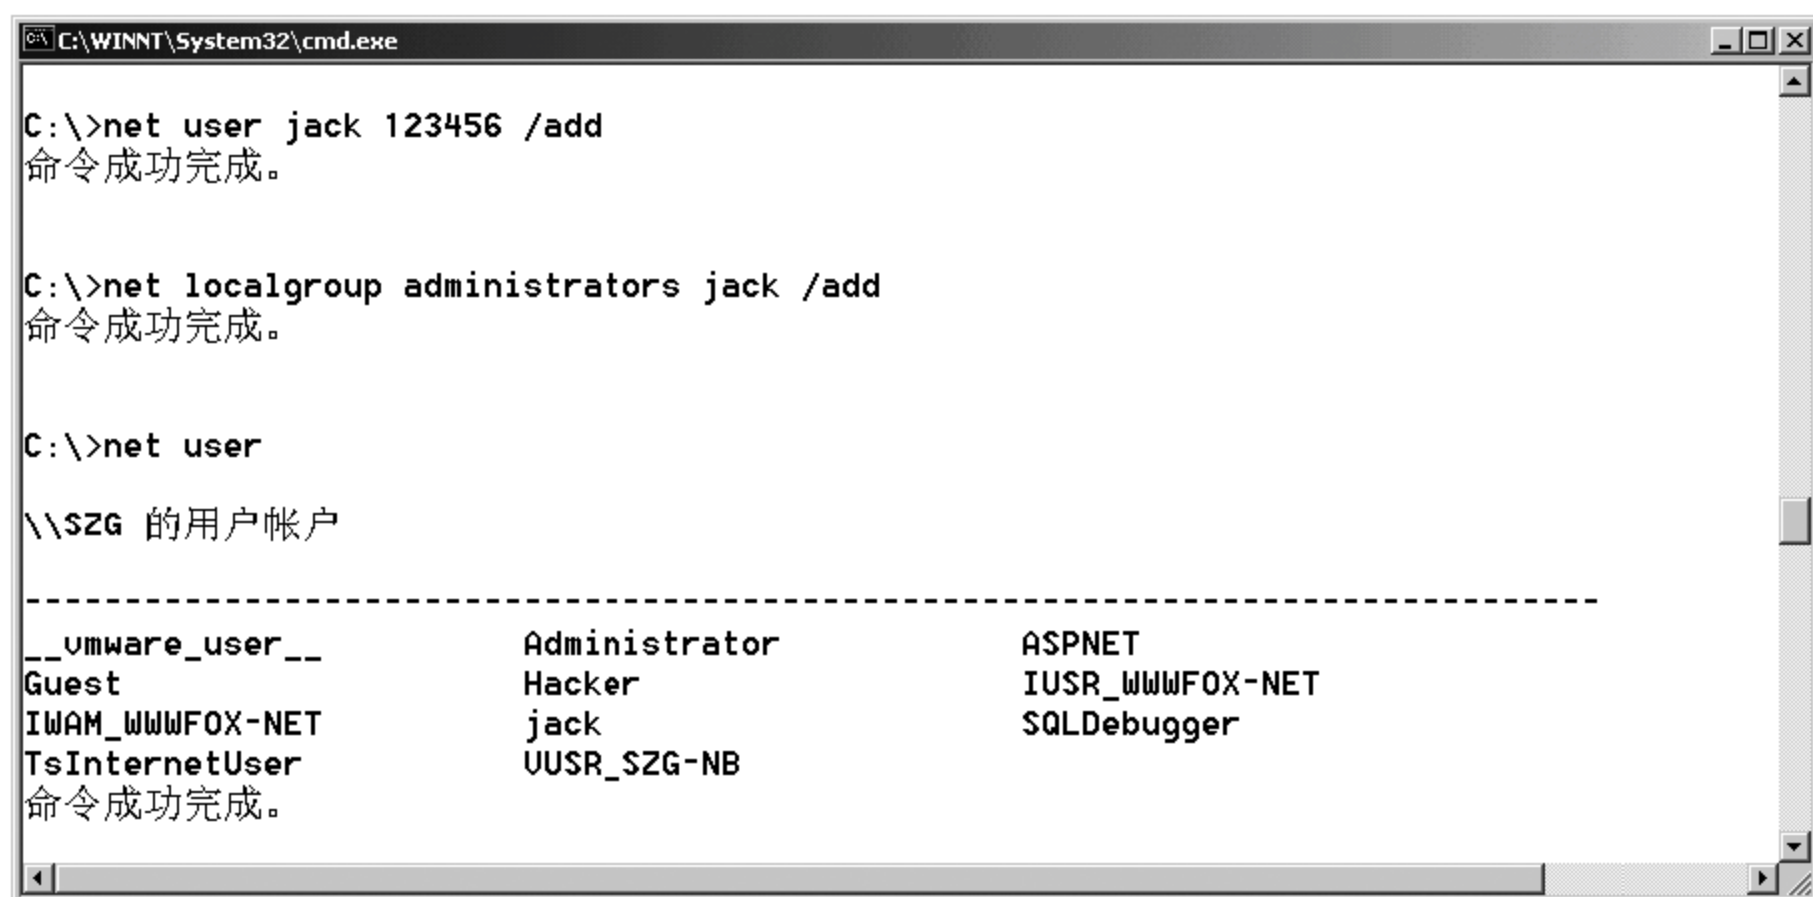 C:\WINNT\System32\cmd.exe
C:\>net user jack 123456 /add
命令成功完成。
C:\>net localgroup administrators jack /add
命令成功完成。
C:\>net user
\\SZG 的用户帐户
-------------------------------------------------------------------------------
__vmware_user__ Administrator ASPNET
Guest Hacker IUSR_WWWFOX-NET
IWAM_WWWFOX-NET jack SQLDebugger
TsInternetUser VUSR_SZG-NB
命令成功完成。